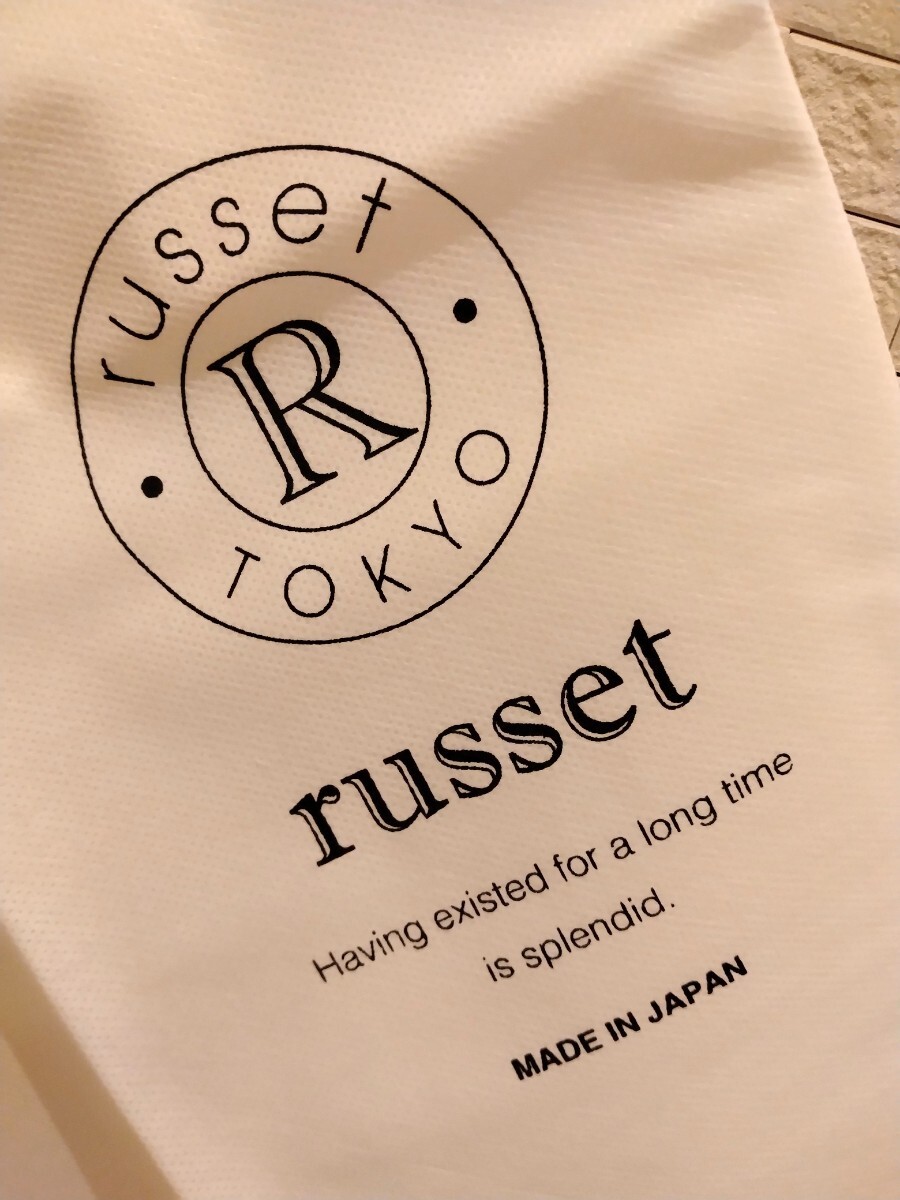 russet
R
TOKYO
russet
Having existed for a long time
is splendid.
MADE IN JAPAN